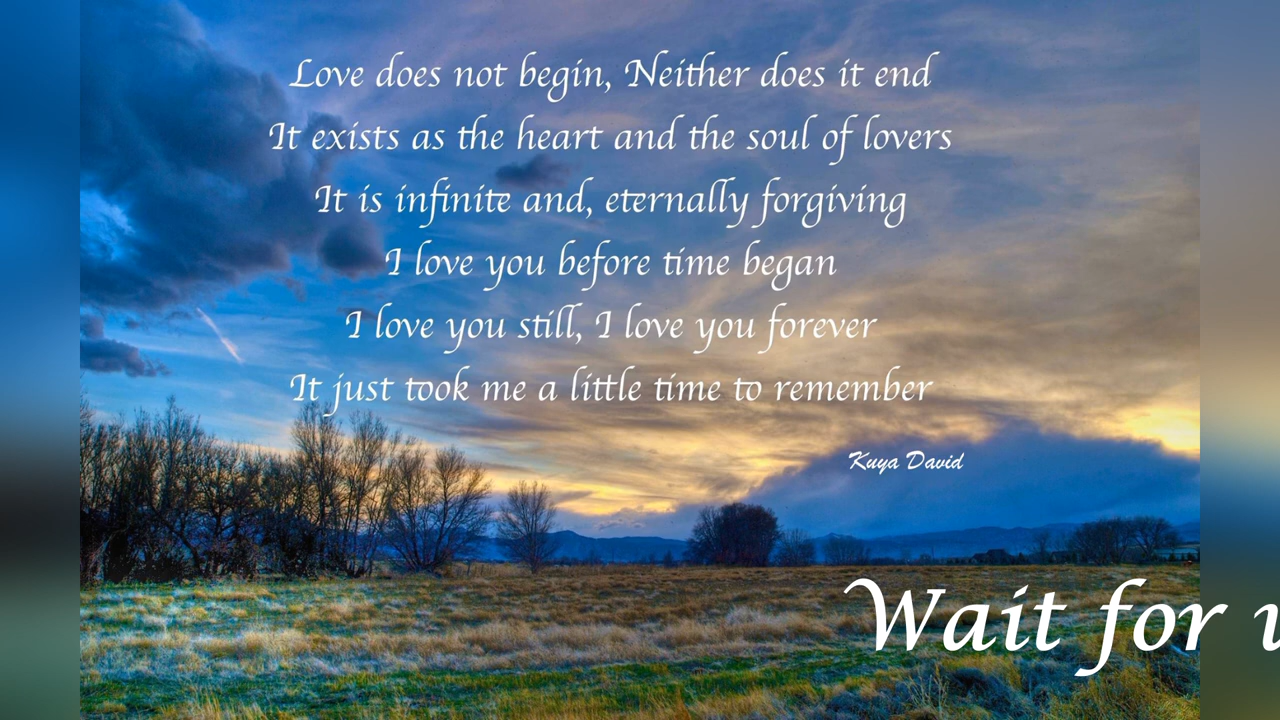 Love does not begin, Neither does it end
It exists as the heart and the soul of lovers
It is infinite and, eternally forgiving
I love you before time began
I love you still, I love you forever
It just took me a little time to remember
Kuya David
Wait for